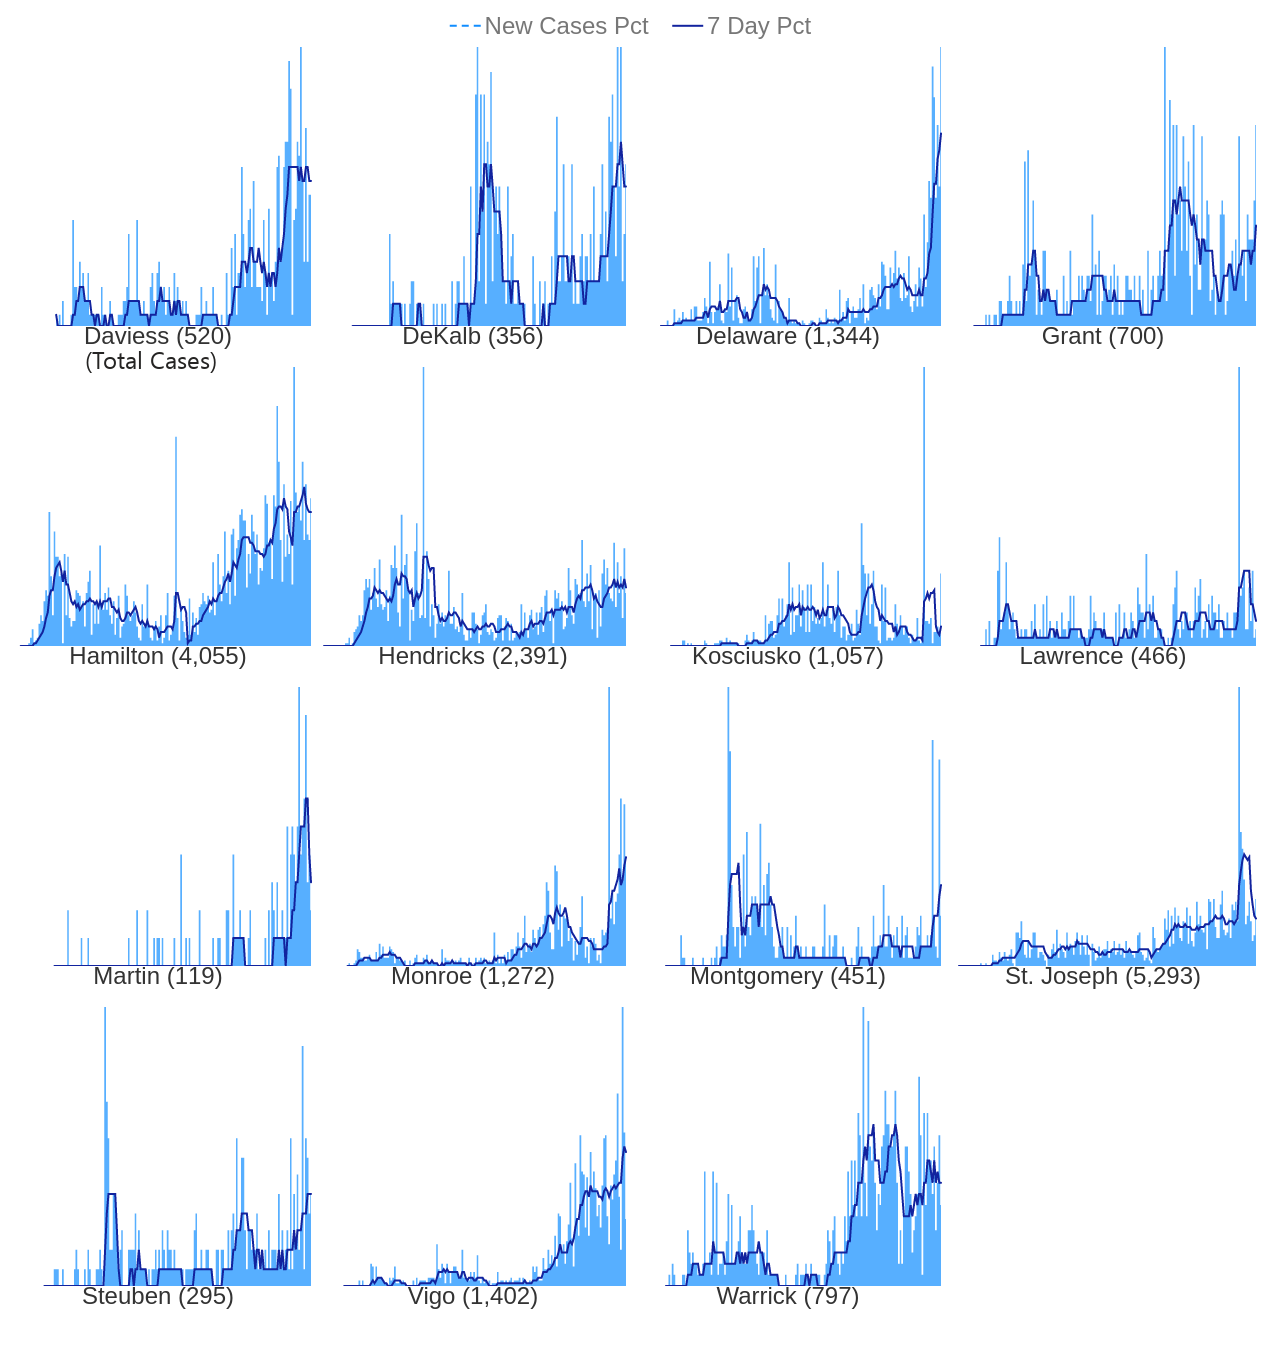 New Cases Pct 7 Day Pct
Daviess (520) DeKalb (356) Delaware (1,344) Grant (700)
(Total Cases)
Hamilton (4,055) Hendricks (2,391) Kosciusko (1,057) Lawrence (466)
Martin (119) Monroe (1,272) Montgomery (451) St. Joseph (5,293)
Steuben (295) Vigo (1,402) Warrick (797)